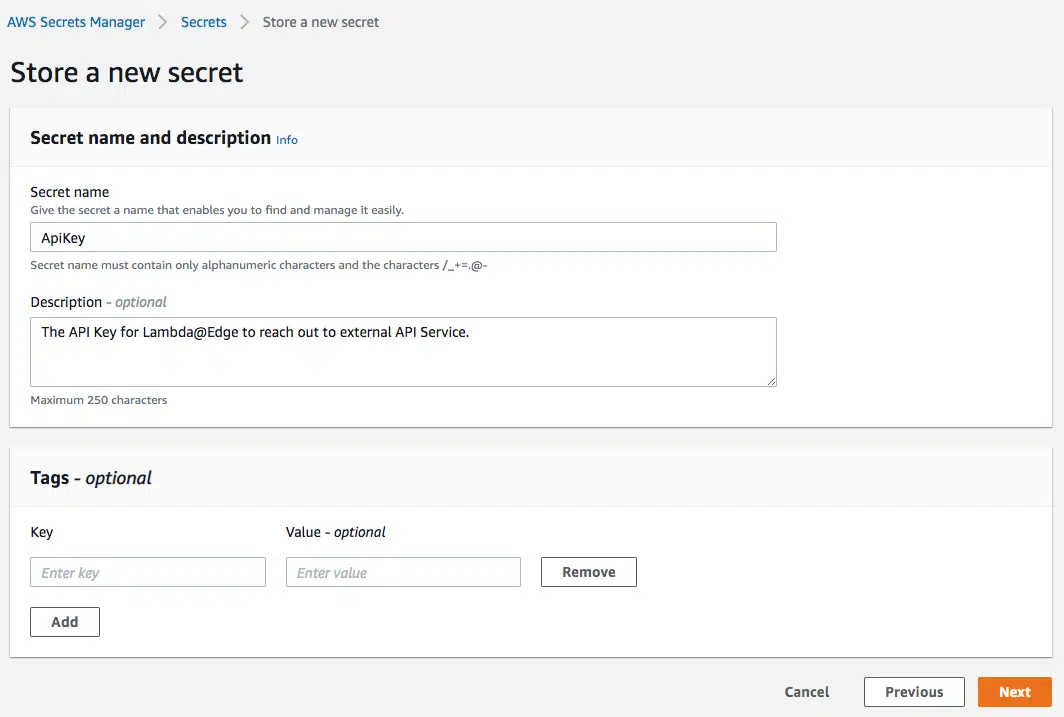 AWS Secrets Manager > Secrets > Store a new secret
Store a new secret
Secret name and description Info
Secret name
Give the secret a name that enables you to find and manage it easily.
ApiKey
Secret name must contain only alphanumeric characters and the characters /_+=.@-
Description - optional
The API Key for Lambda@Edge to reach out to external API Service.
Maximum 250 characters
Tags - optional
Key Value - optional
Enter key Enter value Remove
Add
Cancel Previous Next